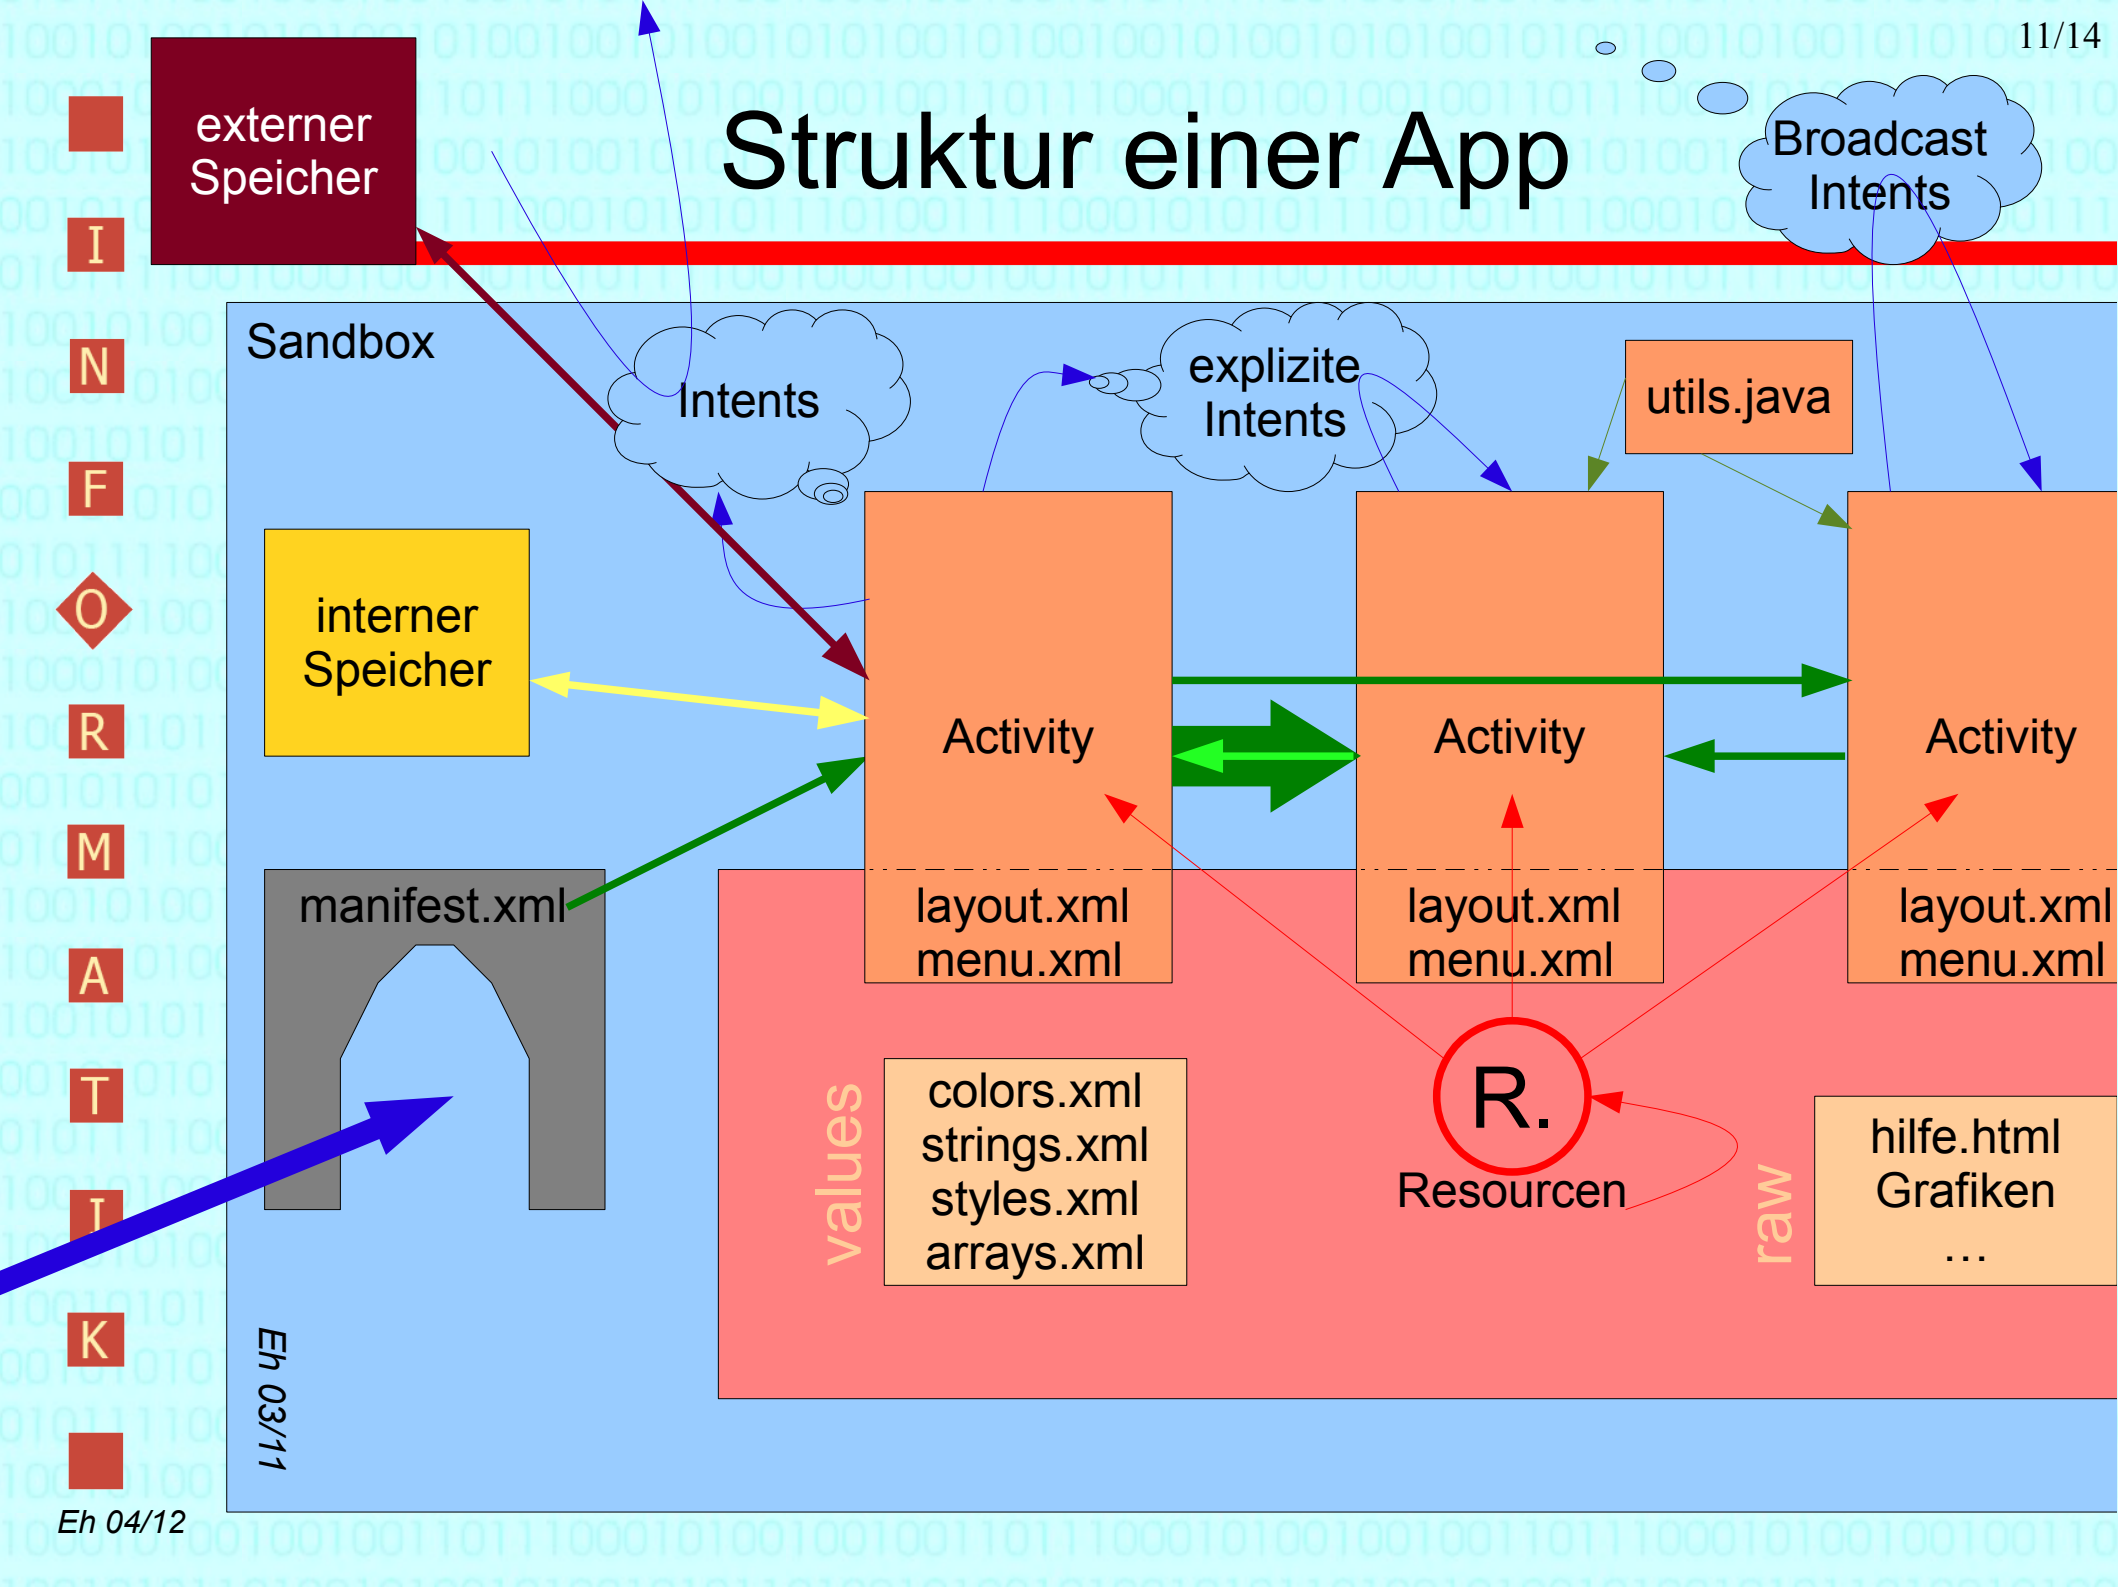 11/14
Struktur einer App
externer
Speicher
Broadcast
Intents
I
N
F
O
R
M
A
T
I
K
Sandbox
Intents
explizite
Intents
utils.java
interner
Speicher
Activity
Activity
Activity
manifest.xml
layout.xml
menu.xml
layout.xml
menu.xml
layout.xml
menu.xml
values
colors.xml
strings.xml
styles.xml
arrays.xml
R.
Resourcen
raw
hilfe.html
Grafiken
…
Eh 03/11
Eh 04/12